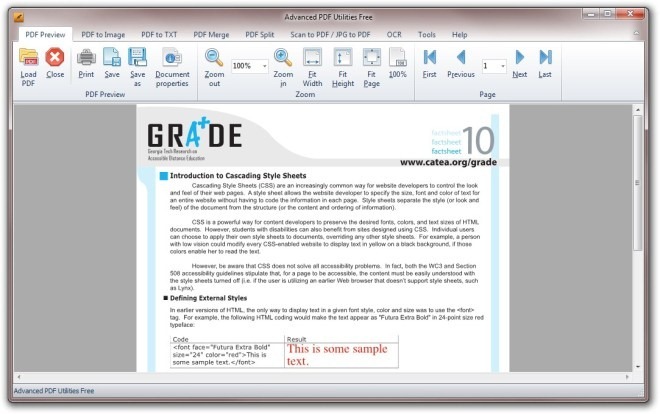 Advanced PDF Utilities Free
PDF Preview PDF to Image PDF to TXT PDF Merge PDF Split Scan to PDF / JPG to PDF OCR Tools Help
Load PDF Close Print Save Save as Document properties Zoom out 100% Zoom in Fit Width Fit Height Fit Page 100% First Previous 1 Next Last
PDF Preview Zoom Page
GRA+DE
Georgia Tech Research on
Accessible Distance Education
factsheet
factsheet
factsheet
10
www.catea.org/grade
Introduction to Cascading Style Sheets
Cascading Style Sheets (CSS) are an increasingly common way for website developers to control the look
and feel of their web pages. A style sheet allows the website developer to specify the size, font and color of text for
an entire website without having to code the information in each page. Style sheets separate the style (or look and
feel) of the document from the structure (or the content and ordering of information).
CSS is a powerful way for content developers to preserve the desired fonts, colors, and text sizes of HTML
documents. However, students with disabilities can also benefit from sites designed using CSS. Individual users
can choose to apply their own style sheets to documents, overriding any other style sheets. For example, a person
with low vision could modify every CSS-enabled website to display text in yellow on a black background, if those
colors enable her to read the text.
However, be aware that CSS does not solve all accessibility problems. In fact, both the WC3 and Section
508 accessibility guidelines stipulate that, for a page to be accessible, the content must be easily understood with
the style sheets turned off (i.e. if the user is utilizing an earlier Web browser that doesn't support style sheets, such
as Lynx).
Defining External Styles
In earlier versions of HTML, the only way to display text in a given font style, color and size was to use the <font>
tag. For example, the following HTML coding would make the text appear as "Futura Extra Bold" in 24-point size red
typeface:
Code Result
<font face="Futura Extra Bold" This is some sample
size="24" color="red">This is text.
some sample text.</font>
Advanced PDF Utilities Free